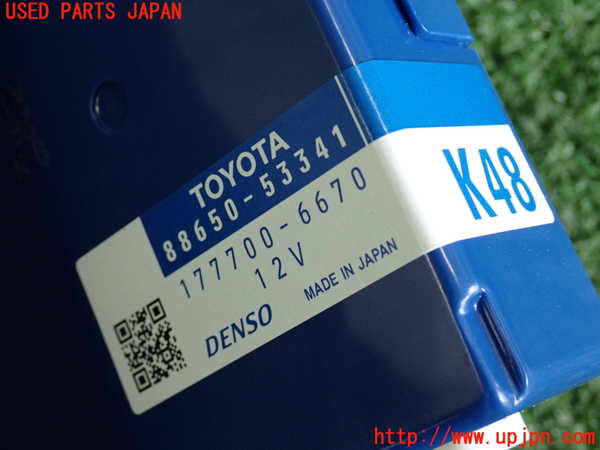 USED PARTS JAPAN
TOYOTA
88650-53341
177700-6670
12V
DENSO
MADE IN JAPAN
K48
http://www.upjpn.com